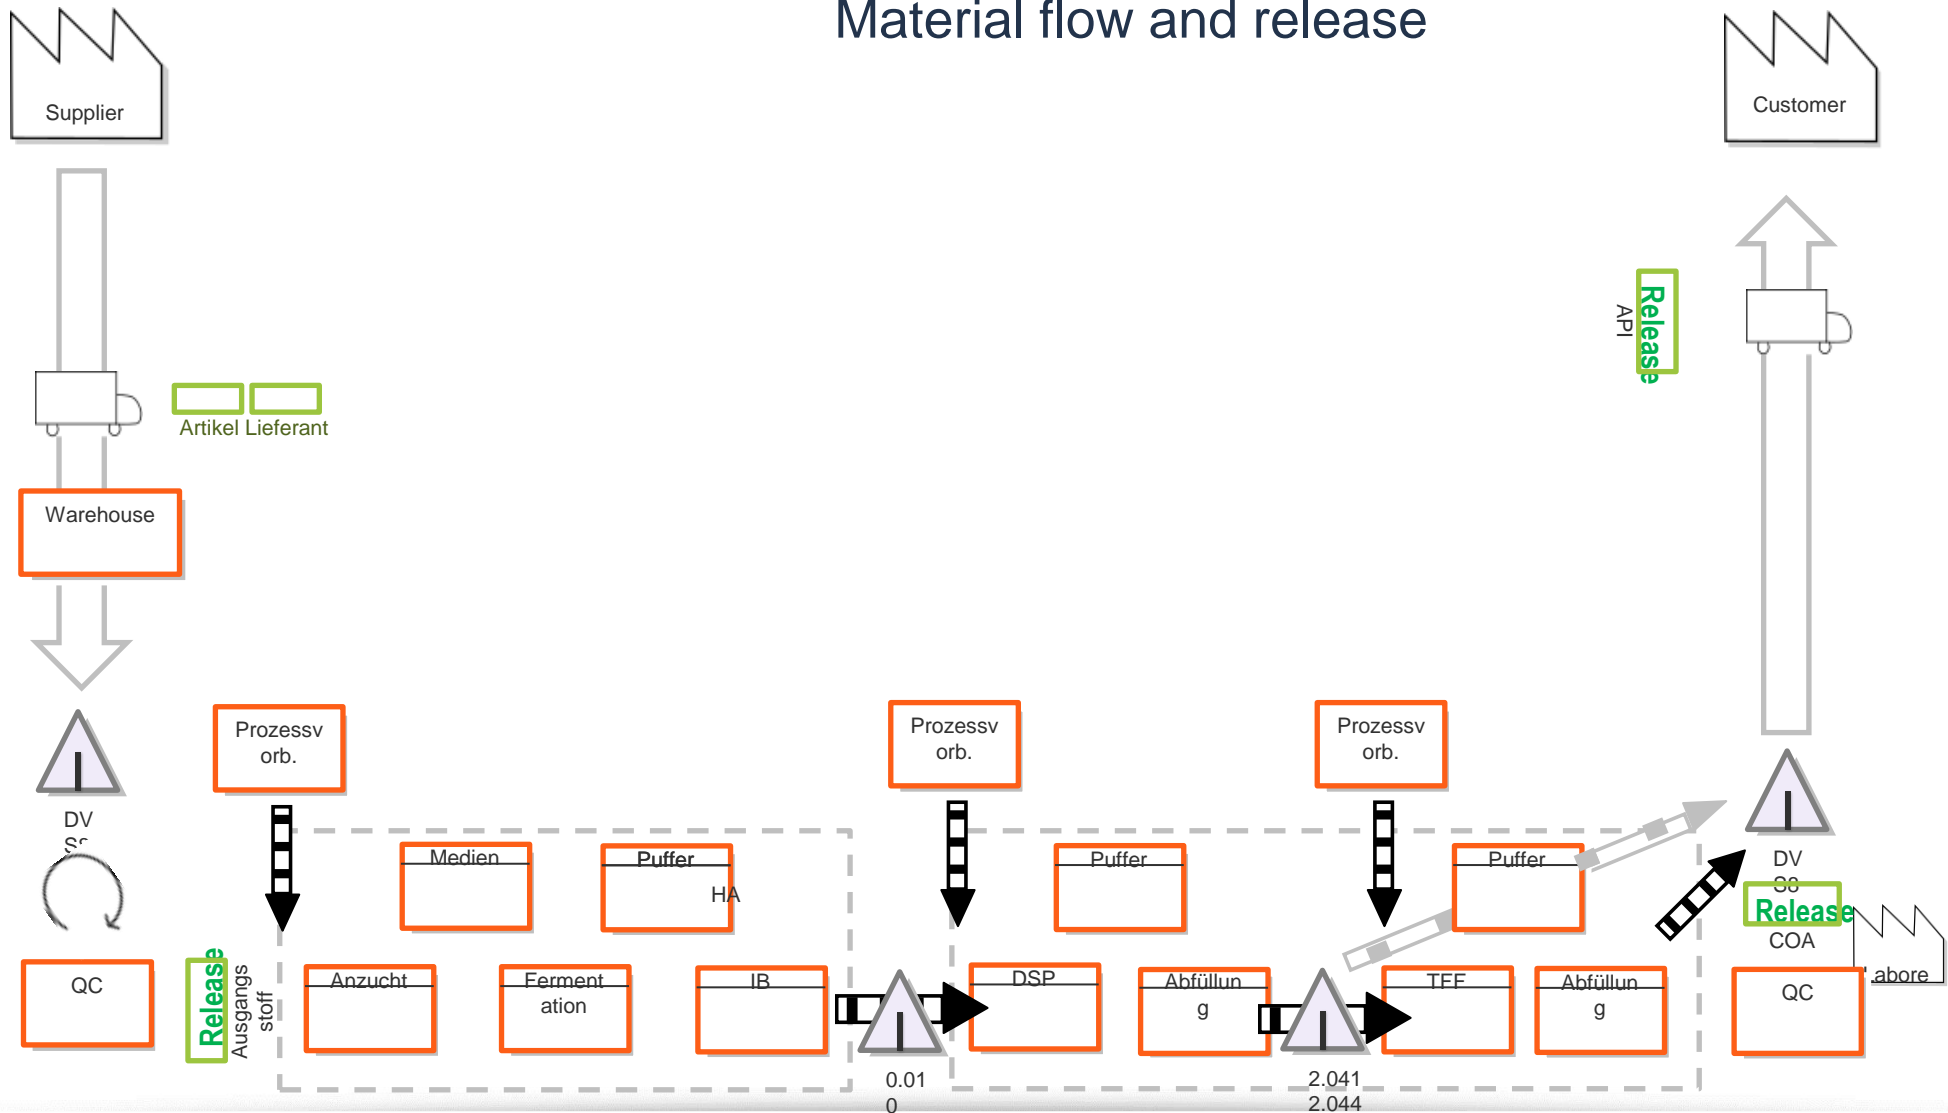 Material flow and release
Supplier
Customer
Release
API
Artikel Lieferant
Warehouse
Prozessv
orb.
Prozessv
orb.
Prozessv
orb.
DV
DV
S8
Release
COA
Labore
QC
Medien
Puffer
HA
Puffer
Puffer
QC
Release
Ausgangs
stoff
Anzucht
Ferment
ation
IB
DSP
Abfüllun
g
TFF
Abfüllun
g
0.01
0
2.041
2.044